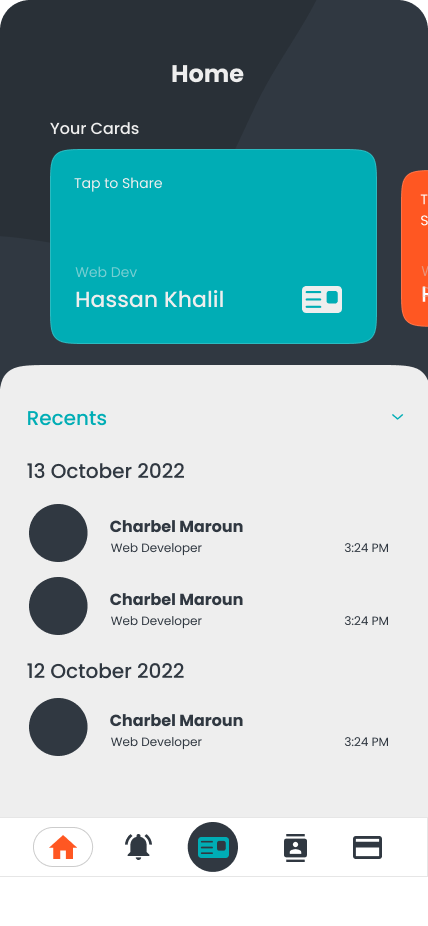 Home
Your Cards
Tap to Share
Web Dev
Hassan Khalil
T
S
W
H
Recents
13 October 2022
Charbel Maroun
Web Developer
3:24 PM
Charbel Maroun
Web Developer
3:24 PM
12 October 2022
Charbel Maroun
Web Developer
3:24 PM